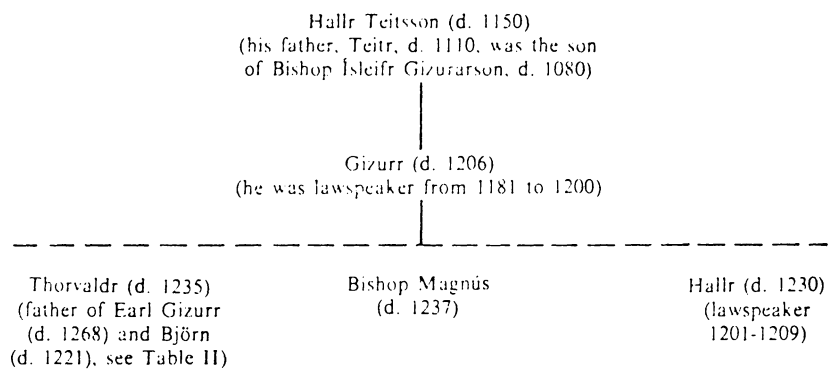 Hallr Teitsson (d. 1150)
(his father, Teitr, d. 1110, was the son
of Bishop Ísleifr Gizurarson, d. 1080)
Gizurr (d. 1206)
(he was lawspeaker from 1181 to 1200)
Thorvaldr (d. 1235)
(father of Earl Gizurr
(d. 1268) and Björn
(d. 1221), see Table II)
Bishop Magnús
(d. 1237)
Hallr (d. 1230)
(lawspeaker
1201-1209)